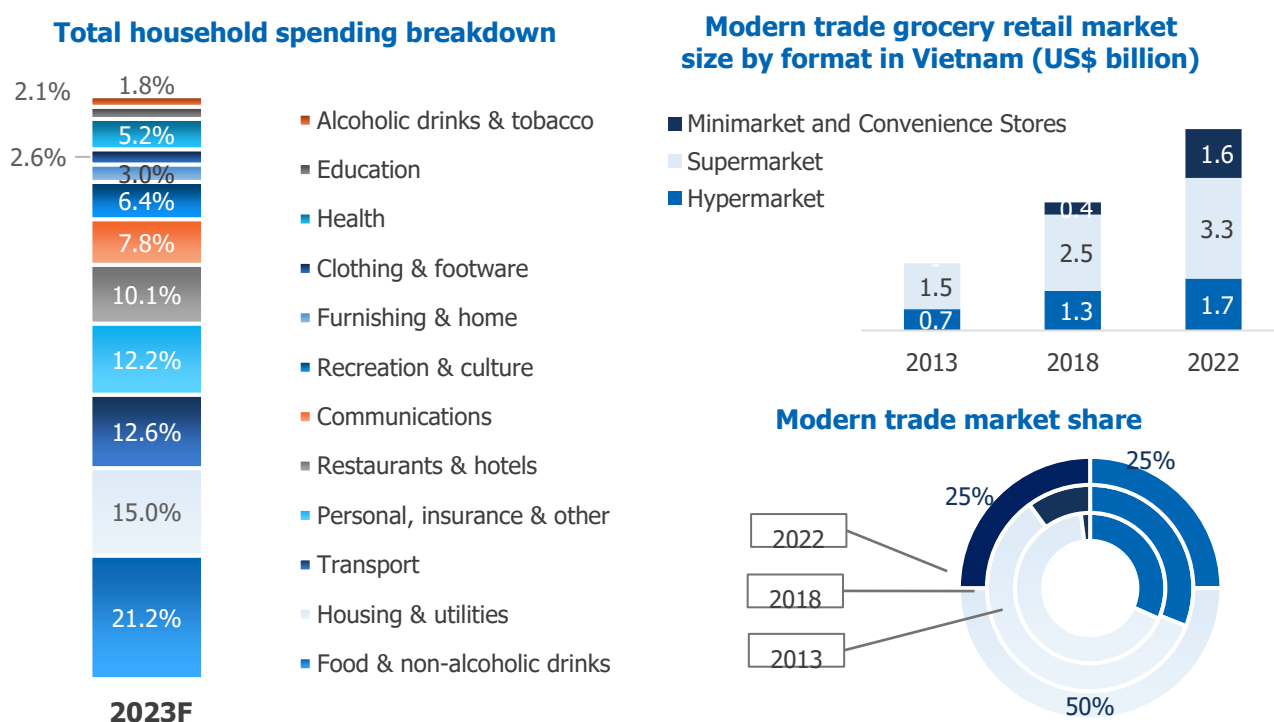 Total household spending breakdown
1.8%
2.1%
5.2%
2.6%
3.0%
6.4%
7.8%
10.1%
12.2%
12.6%
15.0%
21.2%
2023F
Alcoholic drinks & tobacco
Education
Health
Clothing & footware
Furnishing & home
Recreation & culture
Communications
Restaurants & hotels
Personal, insurance & other
Transport
Housing & utilities
Food & non-alcoholic drinks
Modern trade grocery retail market
size by format in Vietnam (US$ billion)
Minimarket and Convenience Stores
Supermarket
Hypermarket
1.5
0.7
0.4
2.5
1.3
1.6
3.3
1.7
2013
2018
2022
Modern trade market share
25%
25%
2022
2018
2013
50%